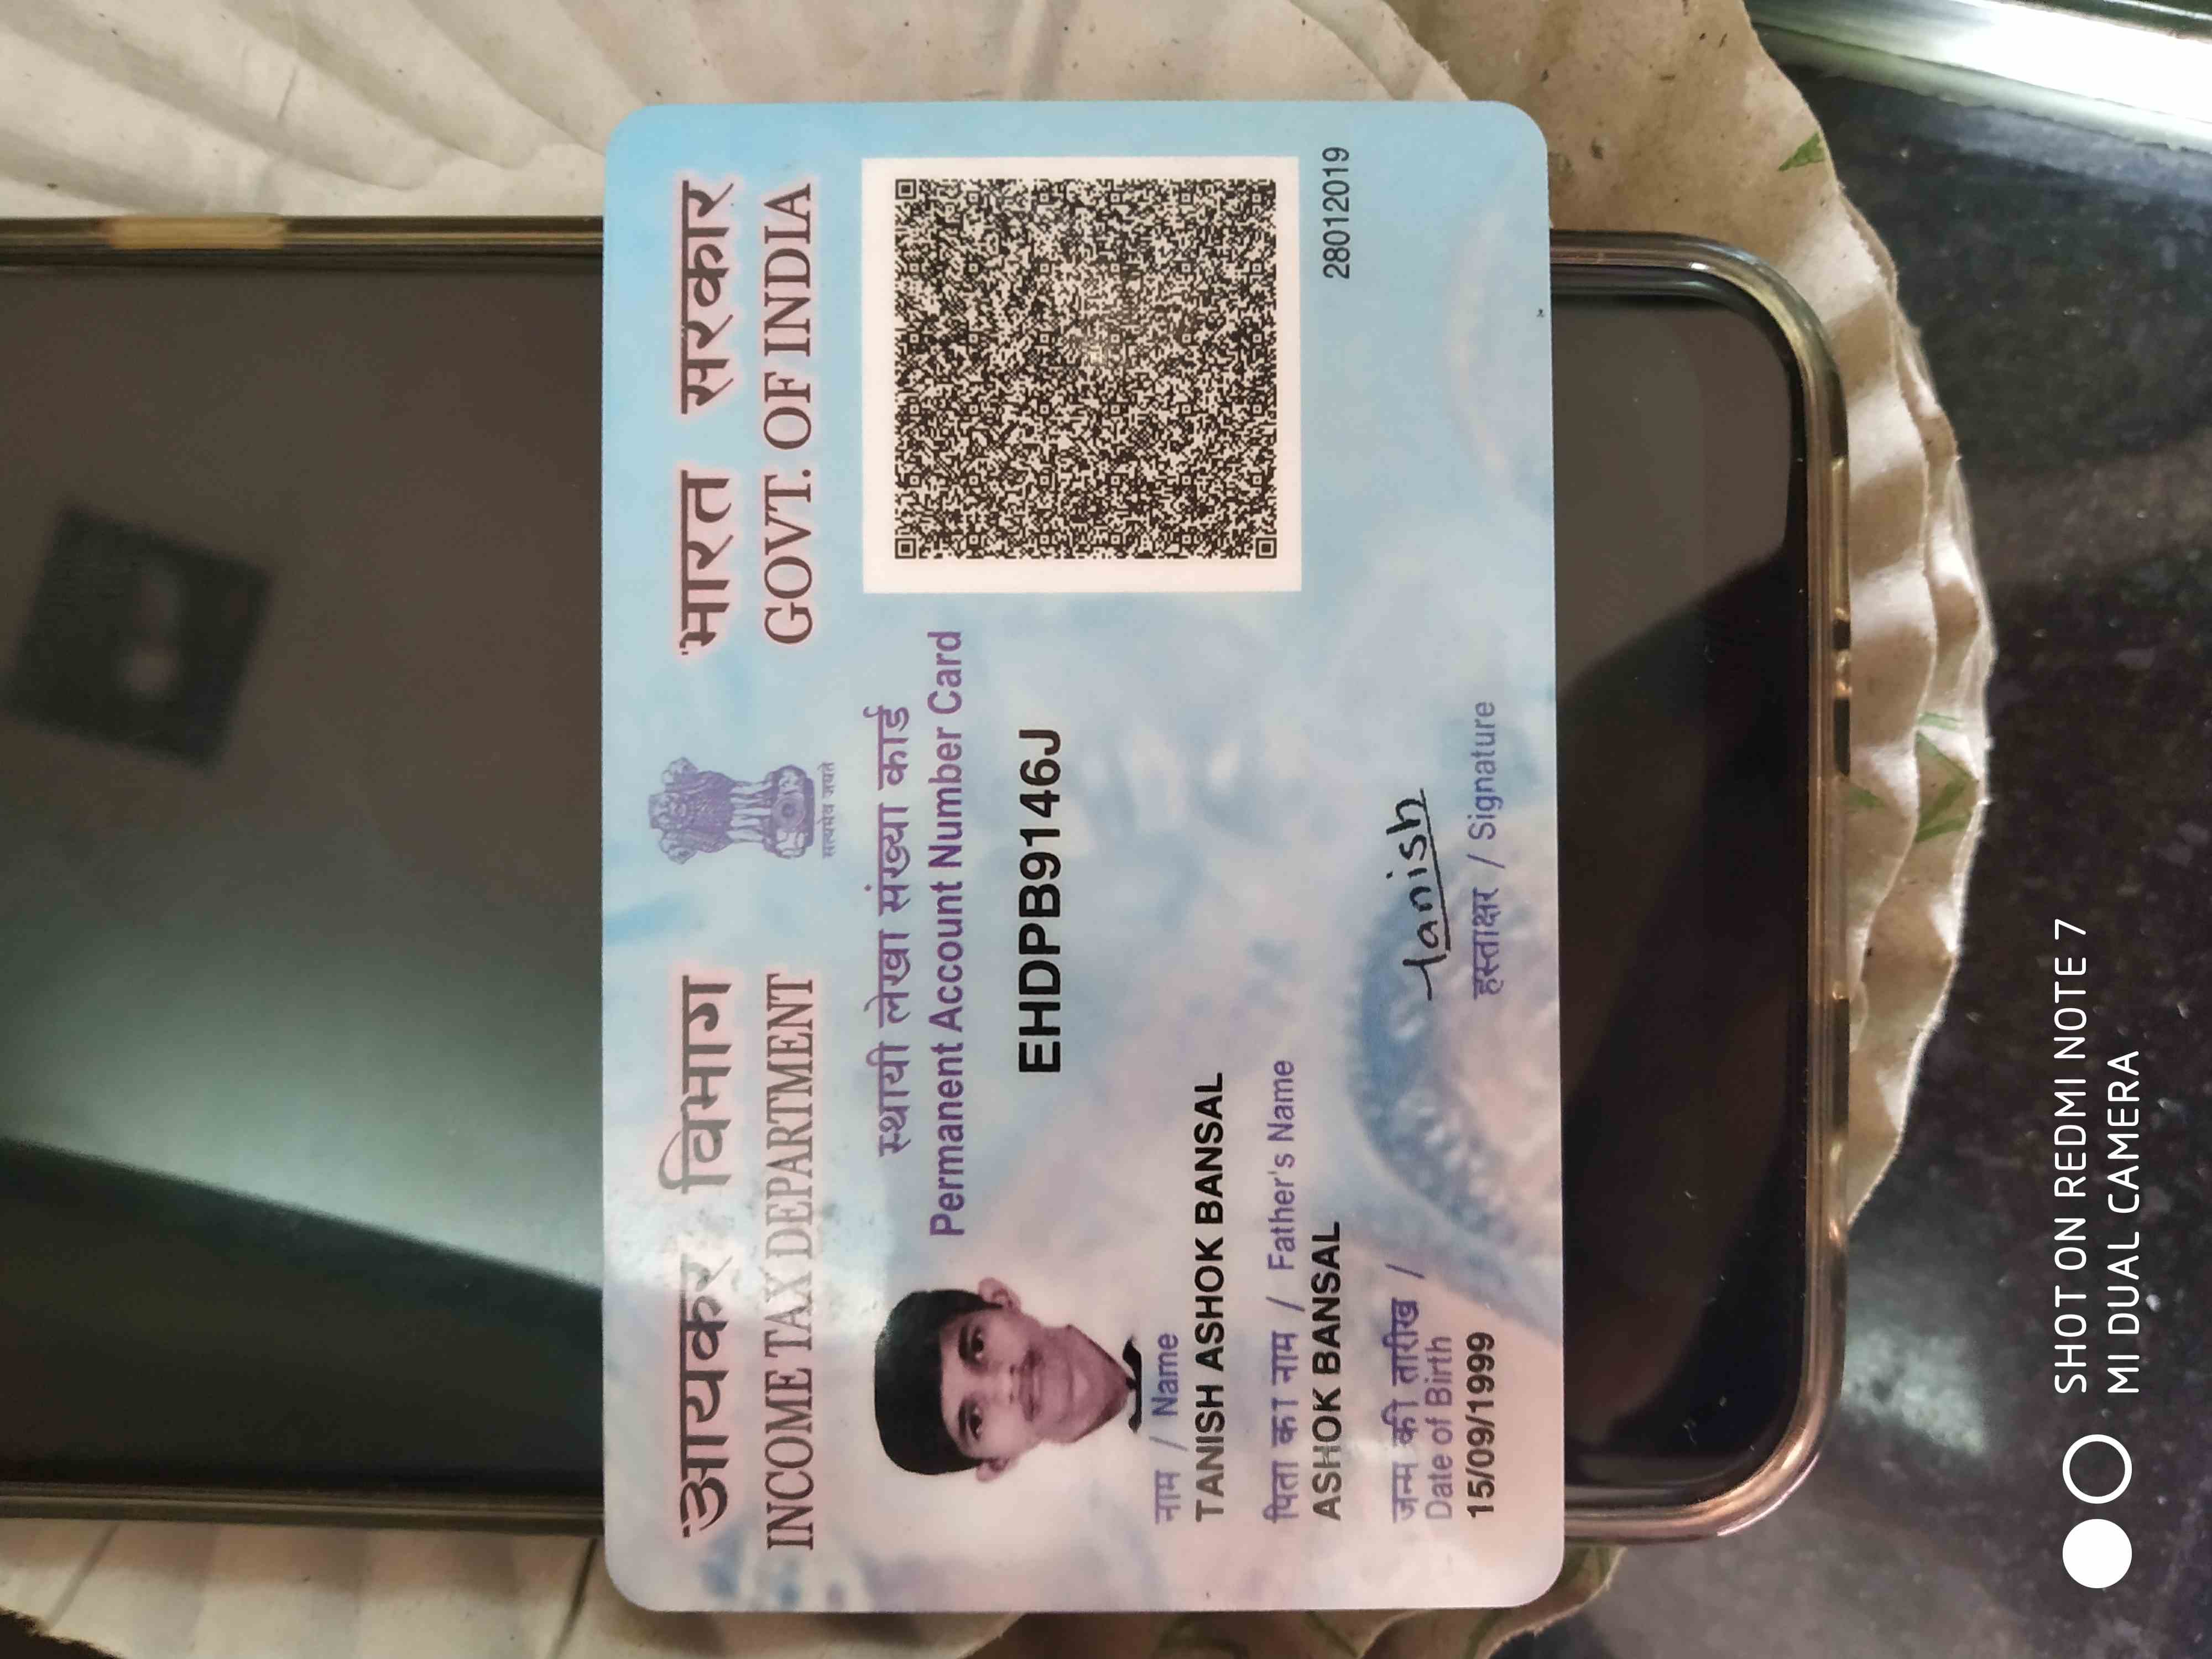 आयकर विभाग
INCOME TAX DEPARTMENT
सत्यमेव जयते
भारत सरकार
GOVT. OF INDIA
स्थायी लेखा संख्या कार्ड
Permanent Account Number Card
EHDPB9146J
नाम / Name
TANISH ASHOK BANSAL
पिता का नाम / Father's Name
ASHOK BANSAL
जन्म की तारीख /
Date of Birth
15/09/1999
Tanish
हस्ताक्षर / Signature
28012019
SHOT ON REDMI NOTE 7
MI DUAL CAMERA